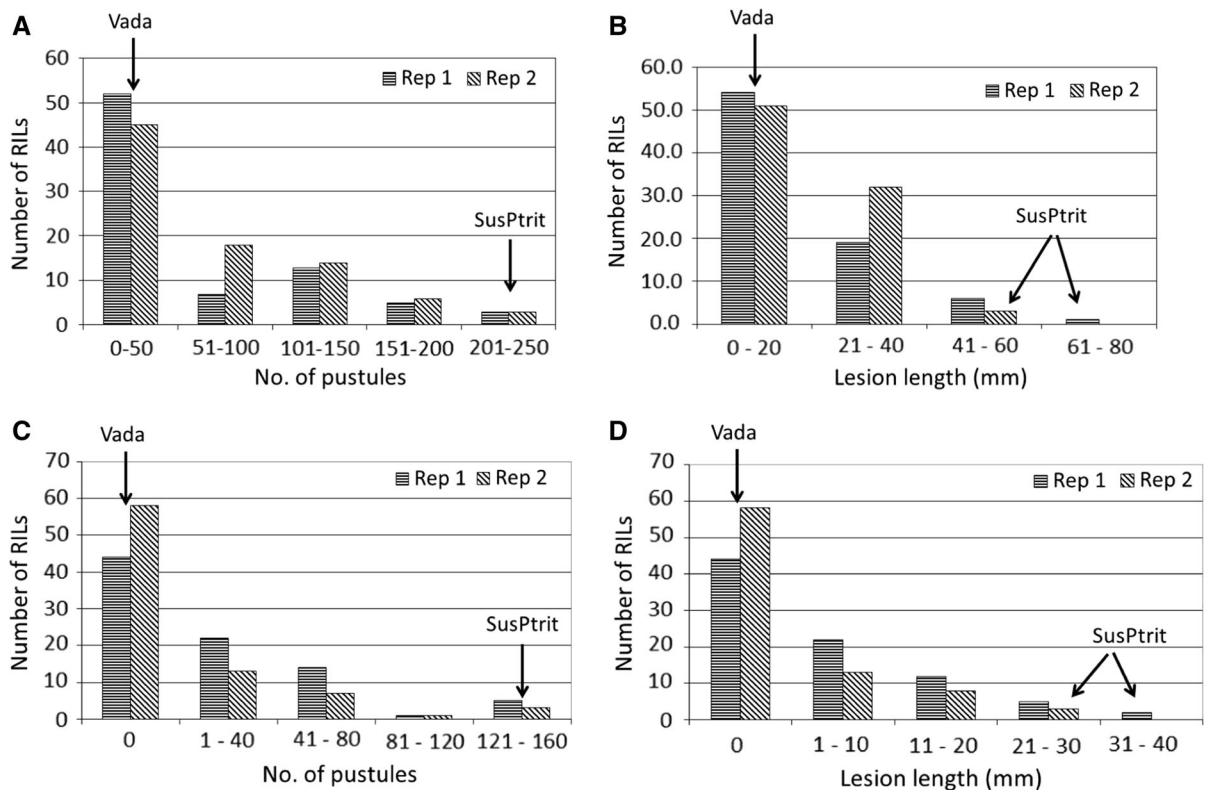 A
Vada
60
50
40
30
20
10
0
Number of RILs
Rep 1 Rep 2
SusPtrit
0-50 51-100 101-150 151-200 201-250
No. of pustules
B
Vada
60.0
50.0
40.0
30.0
20.0
10.0
0.0
Number of RILs
Rep 1 Rep 2
SusPtrit
0 - 20 21 - 40 41 - 60 61 - 80
Lesion length (mm)
C
Vada
70
60
50
40
30
20
10
0
Number of RILs
Rep 1 Rep 2
SusPtrit
0 1 - 40 41 - 80 81 - 120 121 - 160
No. of pustules
D
Vada
70
60
50
40
30
20
10
0
Number of RILs
Rep 1 Rep 2
SusPtrit
0 1 - 10 11 - 20 21 - 30 31 - 40
Lesion length (mm)